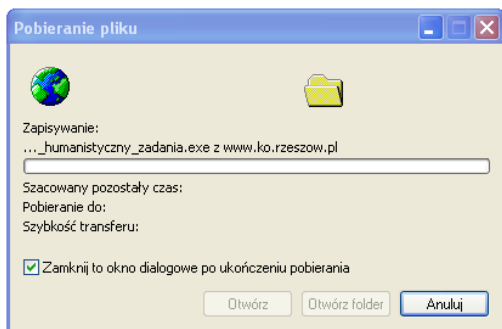 Pobieranie pliku
Zapisywanie:
..._humanistyczny_zadania.exe z www.ko.rzeszow.pl
Szacowany pozostały czas:
Pobieranie do:
Szybkość transferu:
Zamknij to okno dialogowe po ukończeniu pobierania
Otwórz Otwórz folder Anuluj